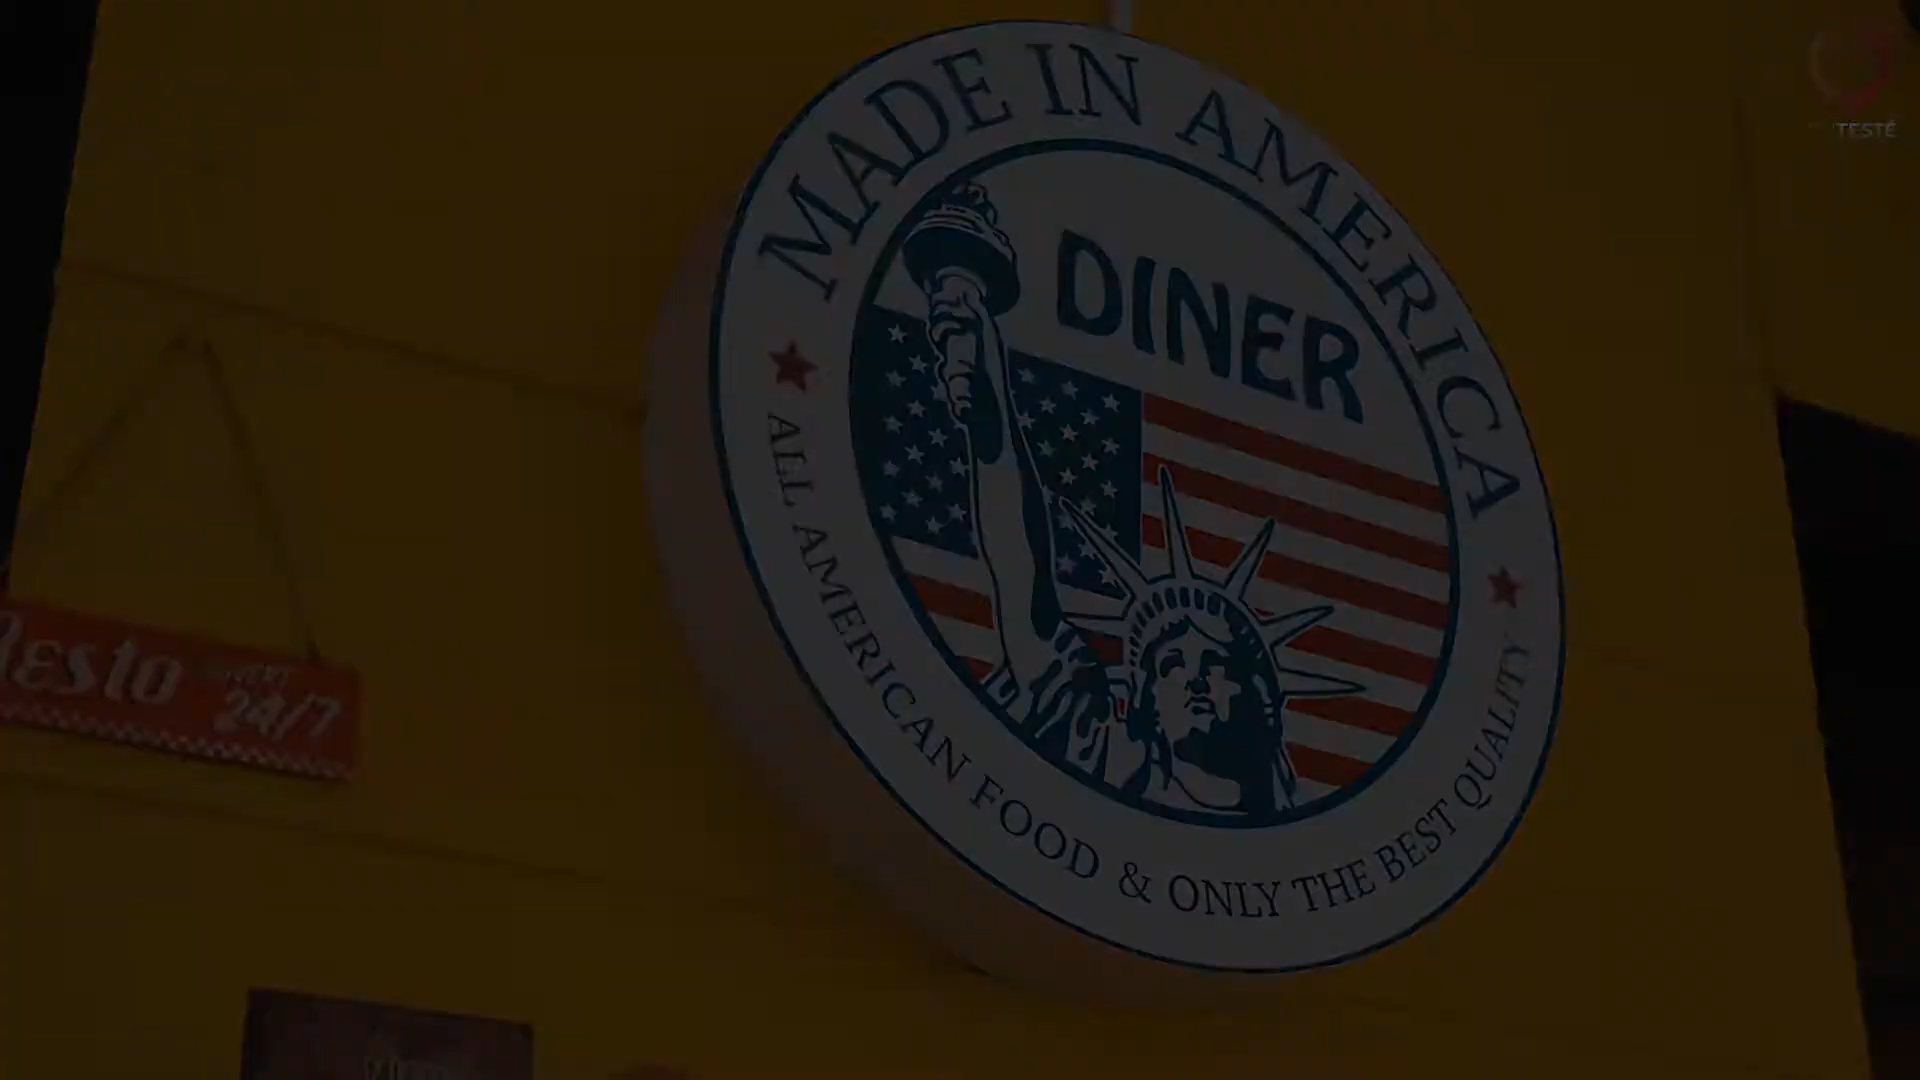 MADE IN AMERICA
DINER
ALL AMERICAN FOOD & ONLY THE BEST QUALITY
Resto
24/7
TESTÉ